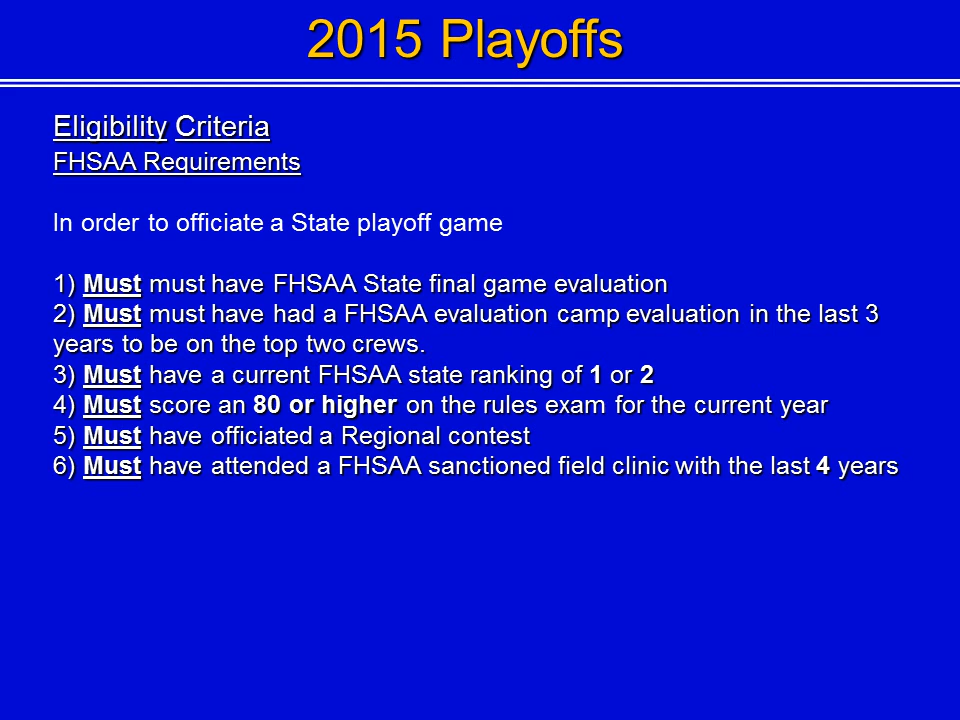 2015 Playoffs
Eligibility Criteria
FHSAA Requirements
In order to officiate a State playoff game
1) Must must have FHSAA State final game evaluation
2) Must must have had a FHSAA evaluation camp evaluation in the last 3
years to be on the top two crews.
3) Must have a current FHSAA state ranking of 1 or 2
4) Must score an 80 or higher on the rules exam for the current year
5) Must have officiated a Regional contest
6) Must have attended a FHSAA sanctioned field clinic with the last 4 years